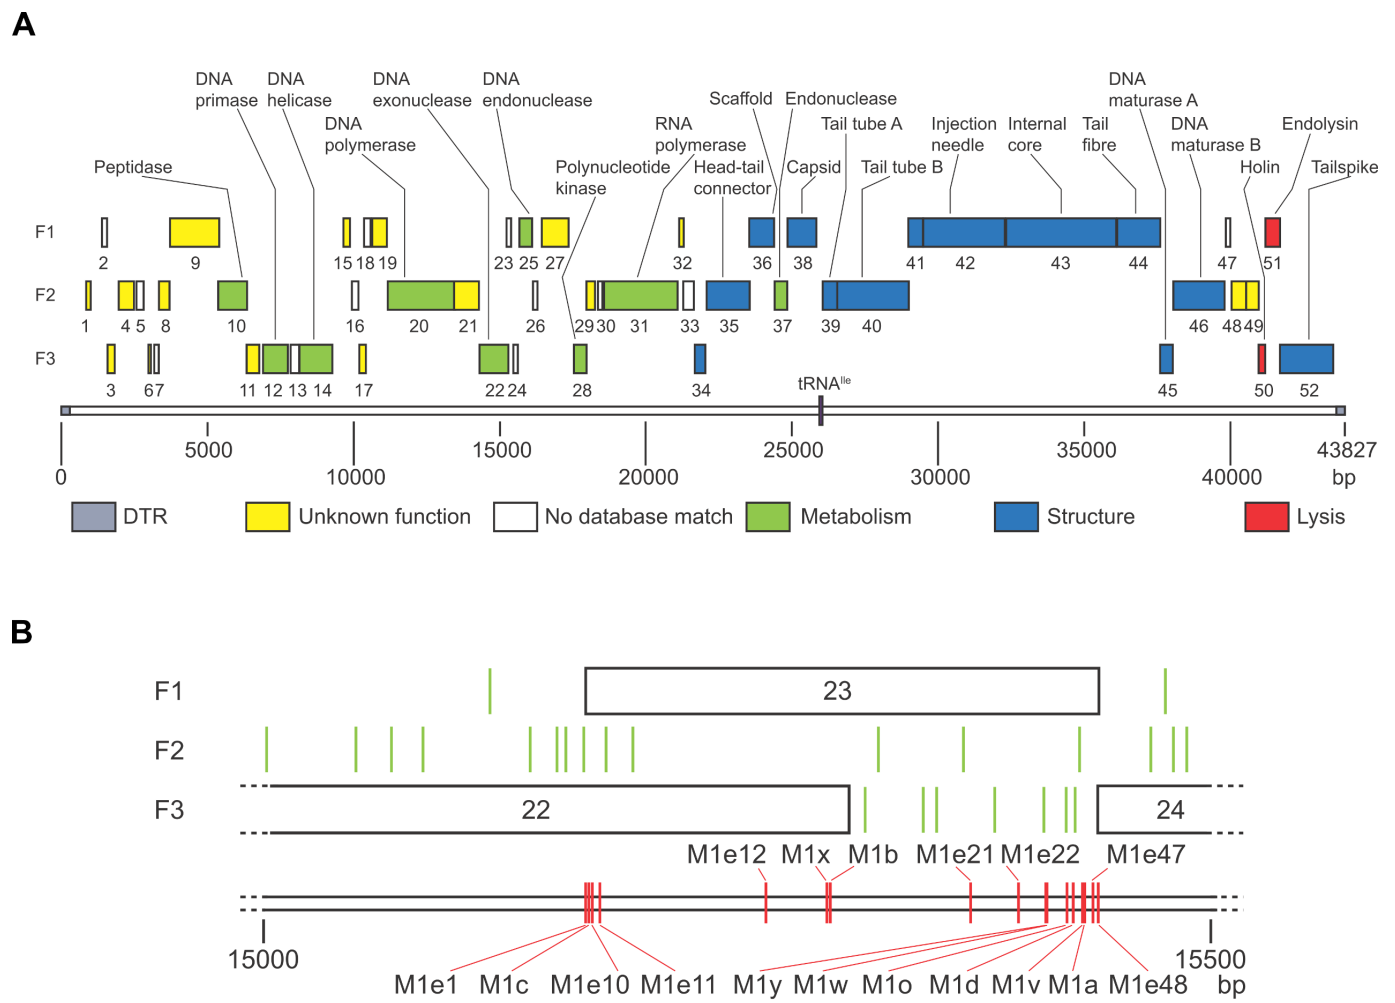 A
DNA
primase
DNA
helicase
DNA
exonuclease
DNA
endonuclease
DNA
polymerase
Peptidase
Polynucleotide
kinase
RNA
polymerase
Scaffold
Endonuclease
Head-tail
connector
Capsid
Tail tube A
Tail tube B
Injection
needle
Internal
core
Tail
fibre
DNA
maturase A
DNA
maturase B
Holin
Endolysin
Tailspike
F1
2 9 15 18 19 23 25 27 32 36 38 41 42 43 44 47 51
F2
1 4 5 8 10 16 20 21 26 29 30 31 33 35 37 39 40 46 48 49
F3
3 6 7 11 12 13 14 17 22 24 28 34 45 50 52
tRNAIle
5000 15000 25000 35000 43827
0 10000 20000 30000 40000 bp
DTR Unknown function No database match Metabolism Structure Lysis
B
F1 23
F2
F3 22 24
M1e12 M1x M1b M1e21 M1e22 M1e47
15000 15500
M1e1 M1c M1e10 M1e11 M1y M1w M1o M1d M1v M1a M1e48 bp